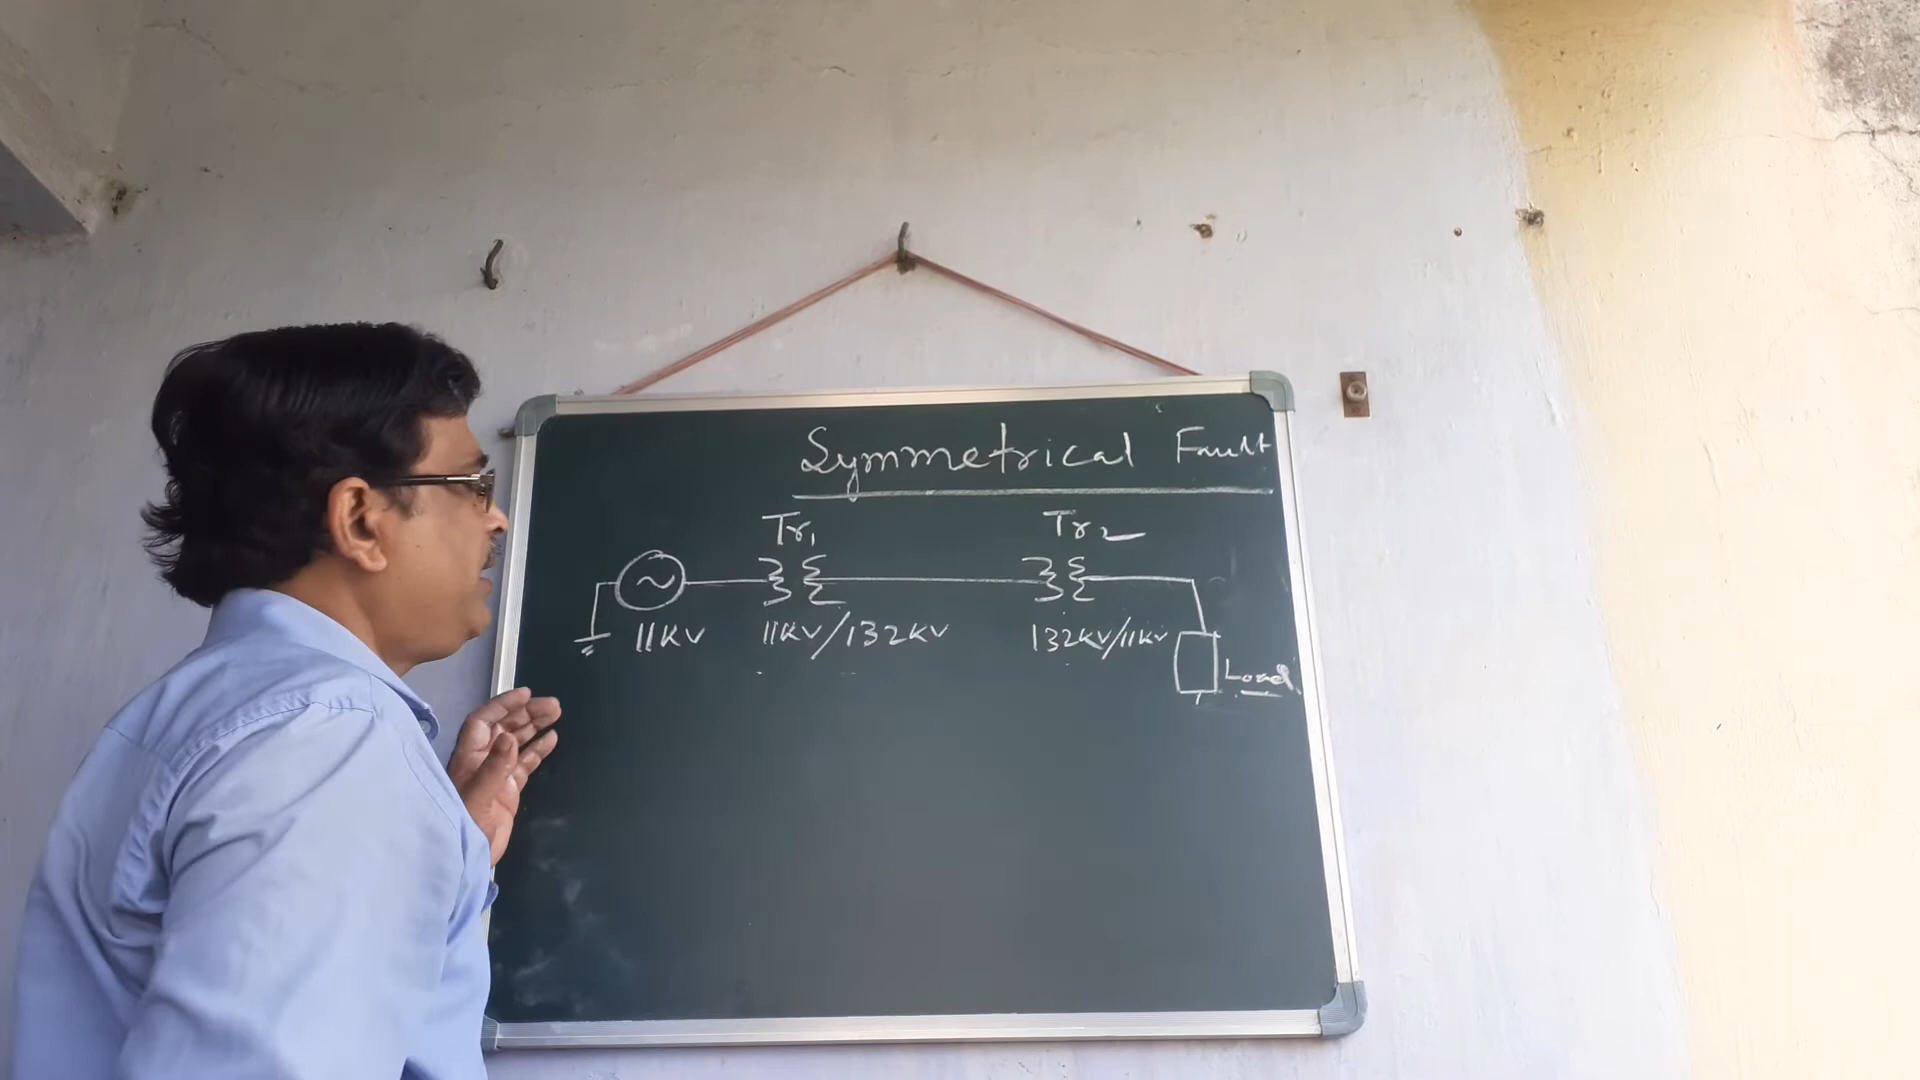 Symmetrical Fault
Tr₁ Tr₂
~
11KV 11KV/132KV 132KV/11KV
Load